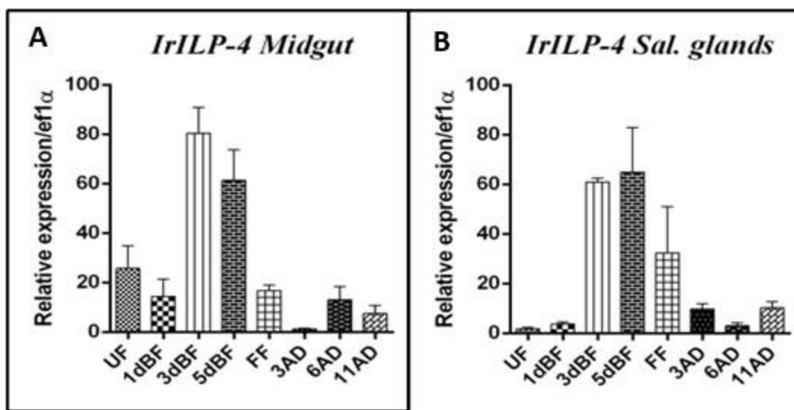 A
IrILP-4 Midgut
Relative expression/ef1α
100
80
60
40
20
0
UF
1dBF
3dBF
5dBF
FF
3AD
6AD
11AD
B
IrILP-4 Sal. glands
Relative expression/ef1α
100
80
60
40
20
0
UF
1dBF
3dBF
5dBF
FF
3AD
6AD
11AD